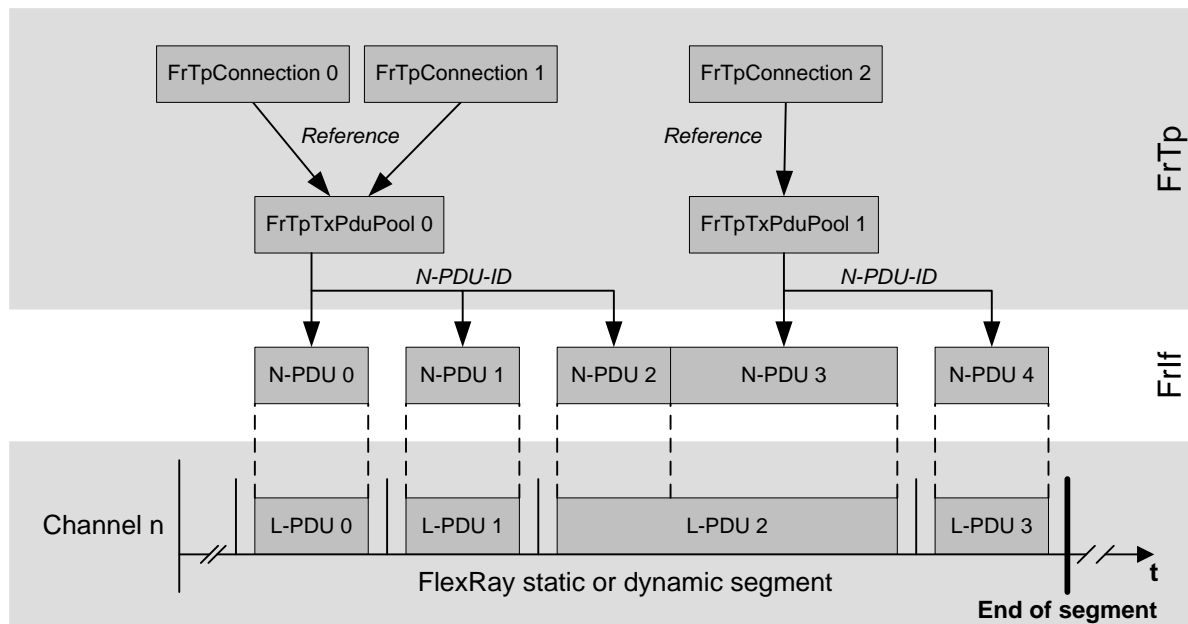 FrTpConnection 0
FrTpConnection 1
FrTpConnection 2
Reference
Reference
FrTp
FrTpTxPduPool 0
FrTpTxPduPool 1
N-PDU-ID
N-PDU-ID
N-PDU 0
N-PDU 1
N-PDU 2
N-PDU 3
N-PDU 4
FrIf
Channel n
L-PDU 0
L-PDU 1
L-PDU 2
L-PDU 3
FlexRay static or dynamic segment
t
End of segment